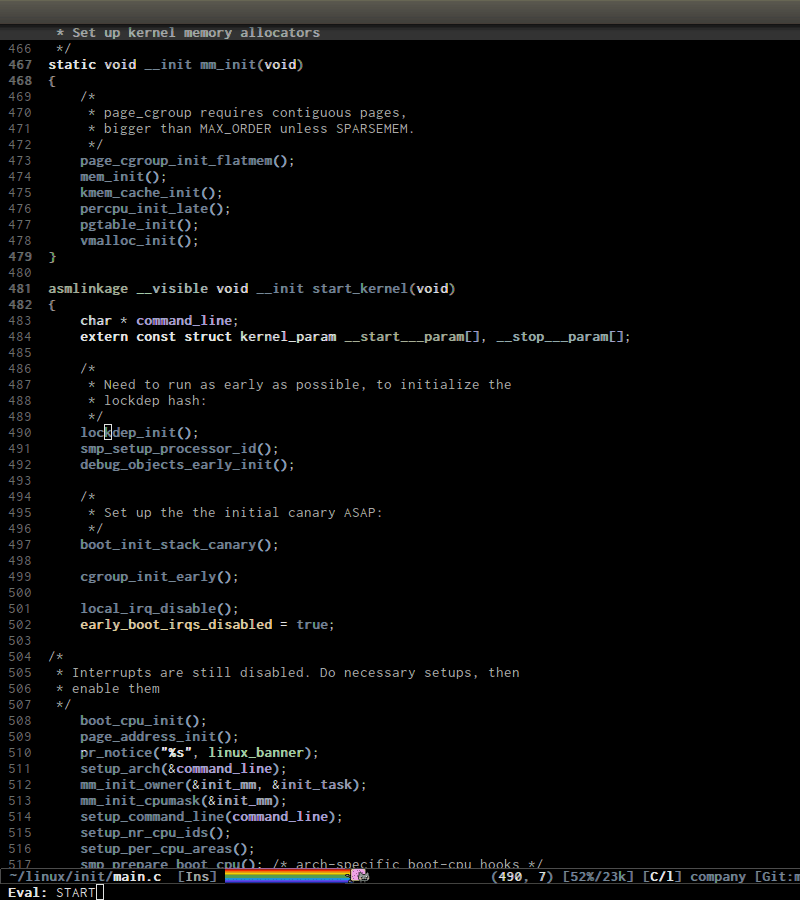 * Set up kernel memory allocators
466  */
467 static void __init mm_init(void)
468 {
469     /*
470      * page_cgroup requires contiguous pages,
471      * bigger than MAX_ORDER unless SPARSEMEM.
472      */
473     page_cgroup_init_flatmem();
474     mem_init();
475     kmem_cache_init();
476     percpu_init_late();
477     pgtable_init();
478     vmalloc_init();
479 }
480
481 asmlinkage __visible void __init start_kernel(void)
482 {
483     char * command_line;
484     extern const struct kernel_param __start___param[], __stop___param[];
485
486     /*
487      * Need to run as early as possible, to initialize the
488      * lockdep hash:
489      */
490     lockdep_init();
491     smp_setup_processor_id();
492     debug_objects_early_init();
493
494     /*
495      * Set up the the initial canary ASAP:
496      */
497     boot_init_stack_canary();
498
499     cgroup_init_early();
500
501     local_irq_disable();
502     early_boot_irqs_disabled = true;
503
504 /*
505  * Interrupts are still disabled. Do necessary setups, then
506  * enable them
507  */
508     boot_cpu_init();
509     page_address_init();
510     pr_notice("%s", linux_banner);
511     setup_arch(&command_line);
512     mm_init_owner(&init_mm, &init_task);
513     mm_init_cpumask(&init_mm);
514     setup_command_line(command_line);
515     setup_nr_cpu_ids();
516     setup_per_cpu_areas();
517     smp_prepare_boot_cpu(); /* arch-specific boot-cpu hooks */
~/linux/init/main.c  [Ins] (490, 7) [52%/23k] [C/l] company [Git:m
Eval: START